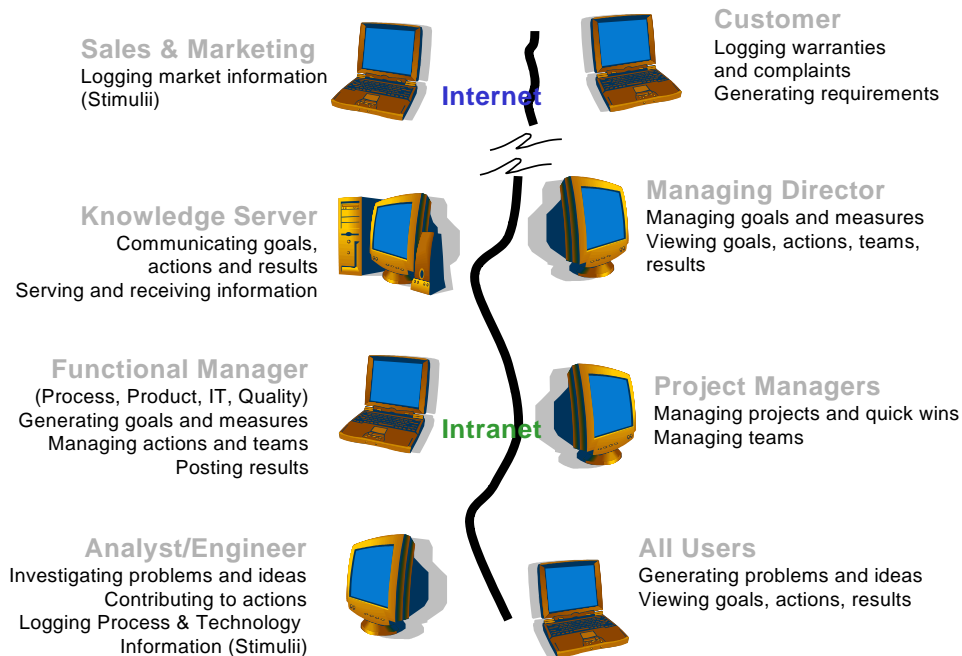 Sales & Marketing
Logging market information
(Stimulii)
Customer
Logging warranties
and complaints
Generating requirements
Internet
Knowledge Server
Communicating goals,
actions and results
Serving and receiving information
Managing Director
Managing goals and measures
Viewing goals, actions, teams,
results
Functional Manager
(Process, Product, IT, Quality)
Generating goals and measures
Managing actions and teams
Posting results
Intranet
Project Managers
Managing projects and quick wins
Managing teams
Analyst/Engineer
Investigating problems and ideas
Contributing to actions
Logging Process & Technology
Information (Stimulii)
All Users
Generating problems and ideas
Viewing goals, actions, results